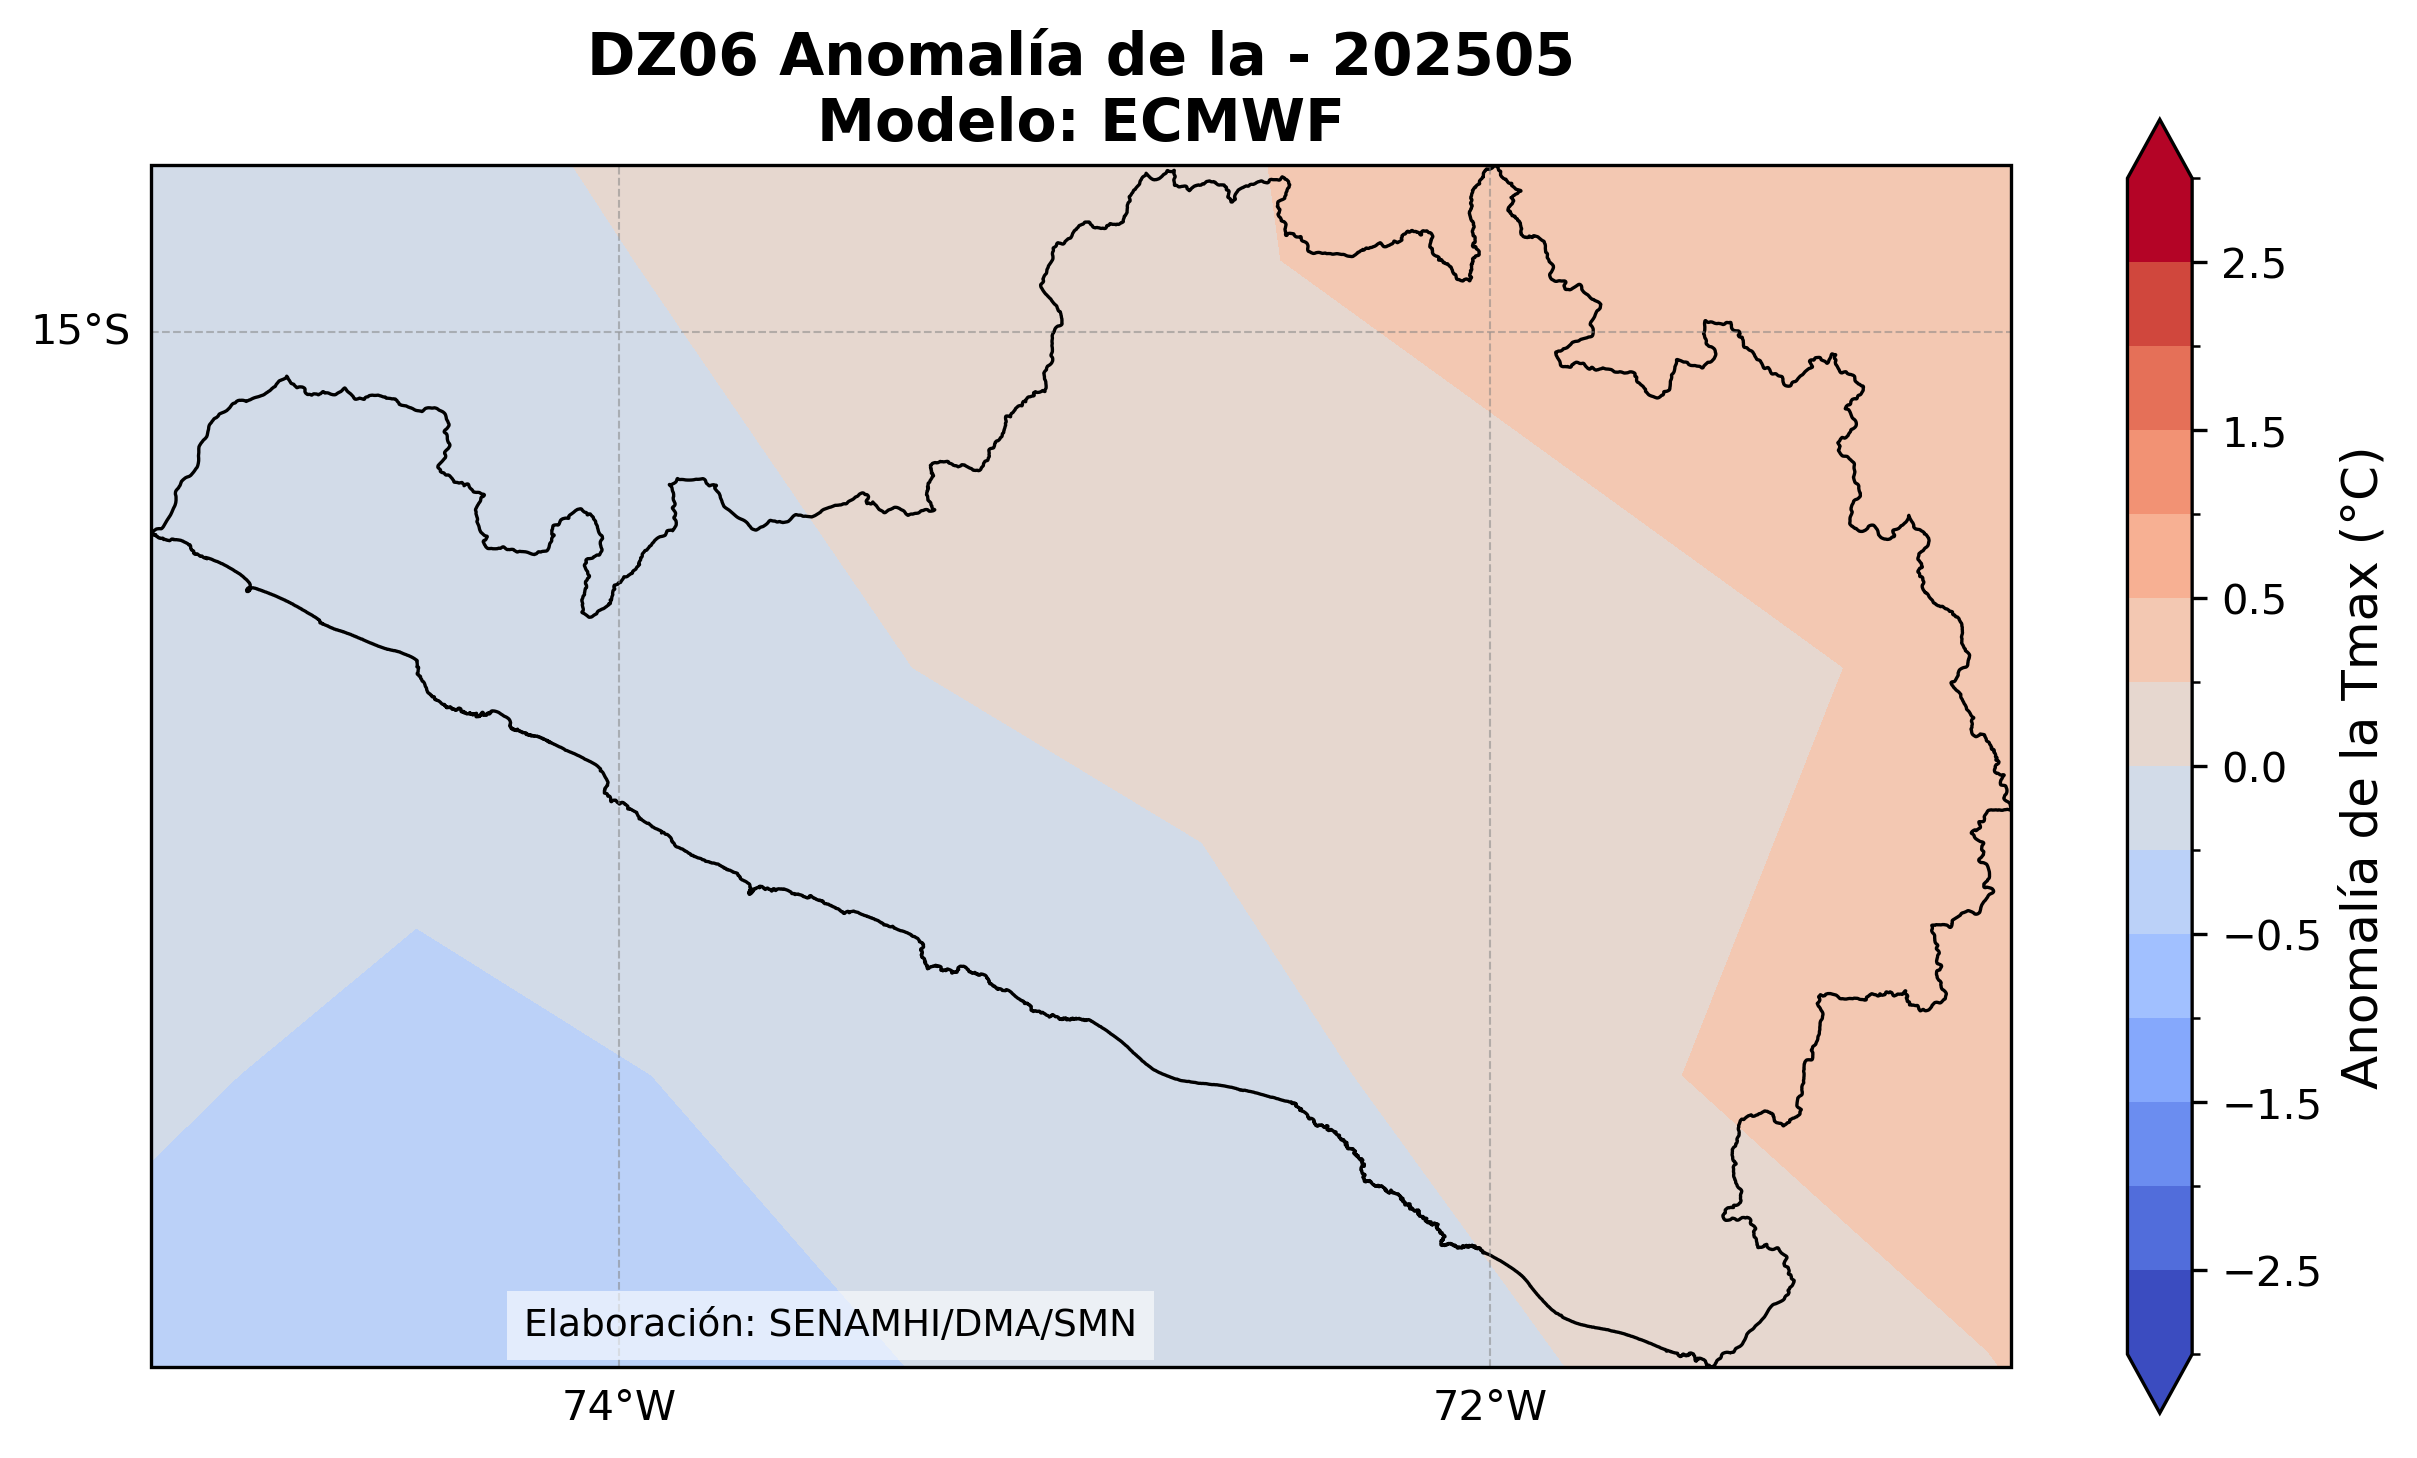 DZ06 Anomalía de la - 202505
Modelo: ECMWF
15°S
74°W
72°W
Elaboración: SENAMHI/DMA/SMN
2.5
1.5
0.5
0.0
−0.5
−1.5
−2.5
Anomalía de la Tmax (°C)